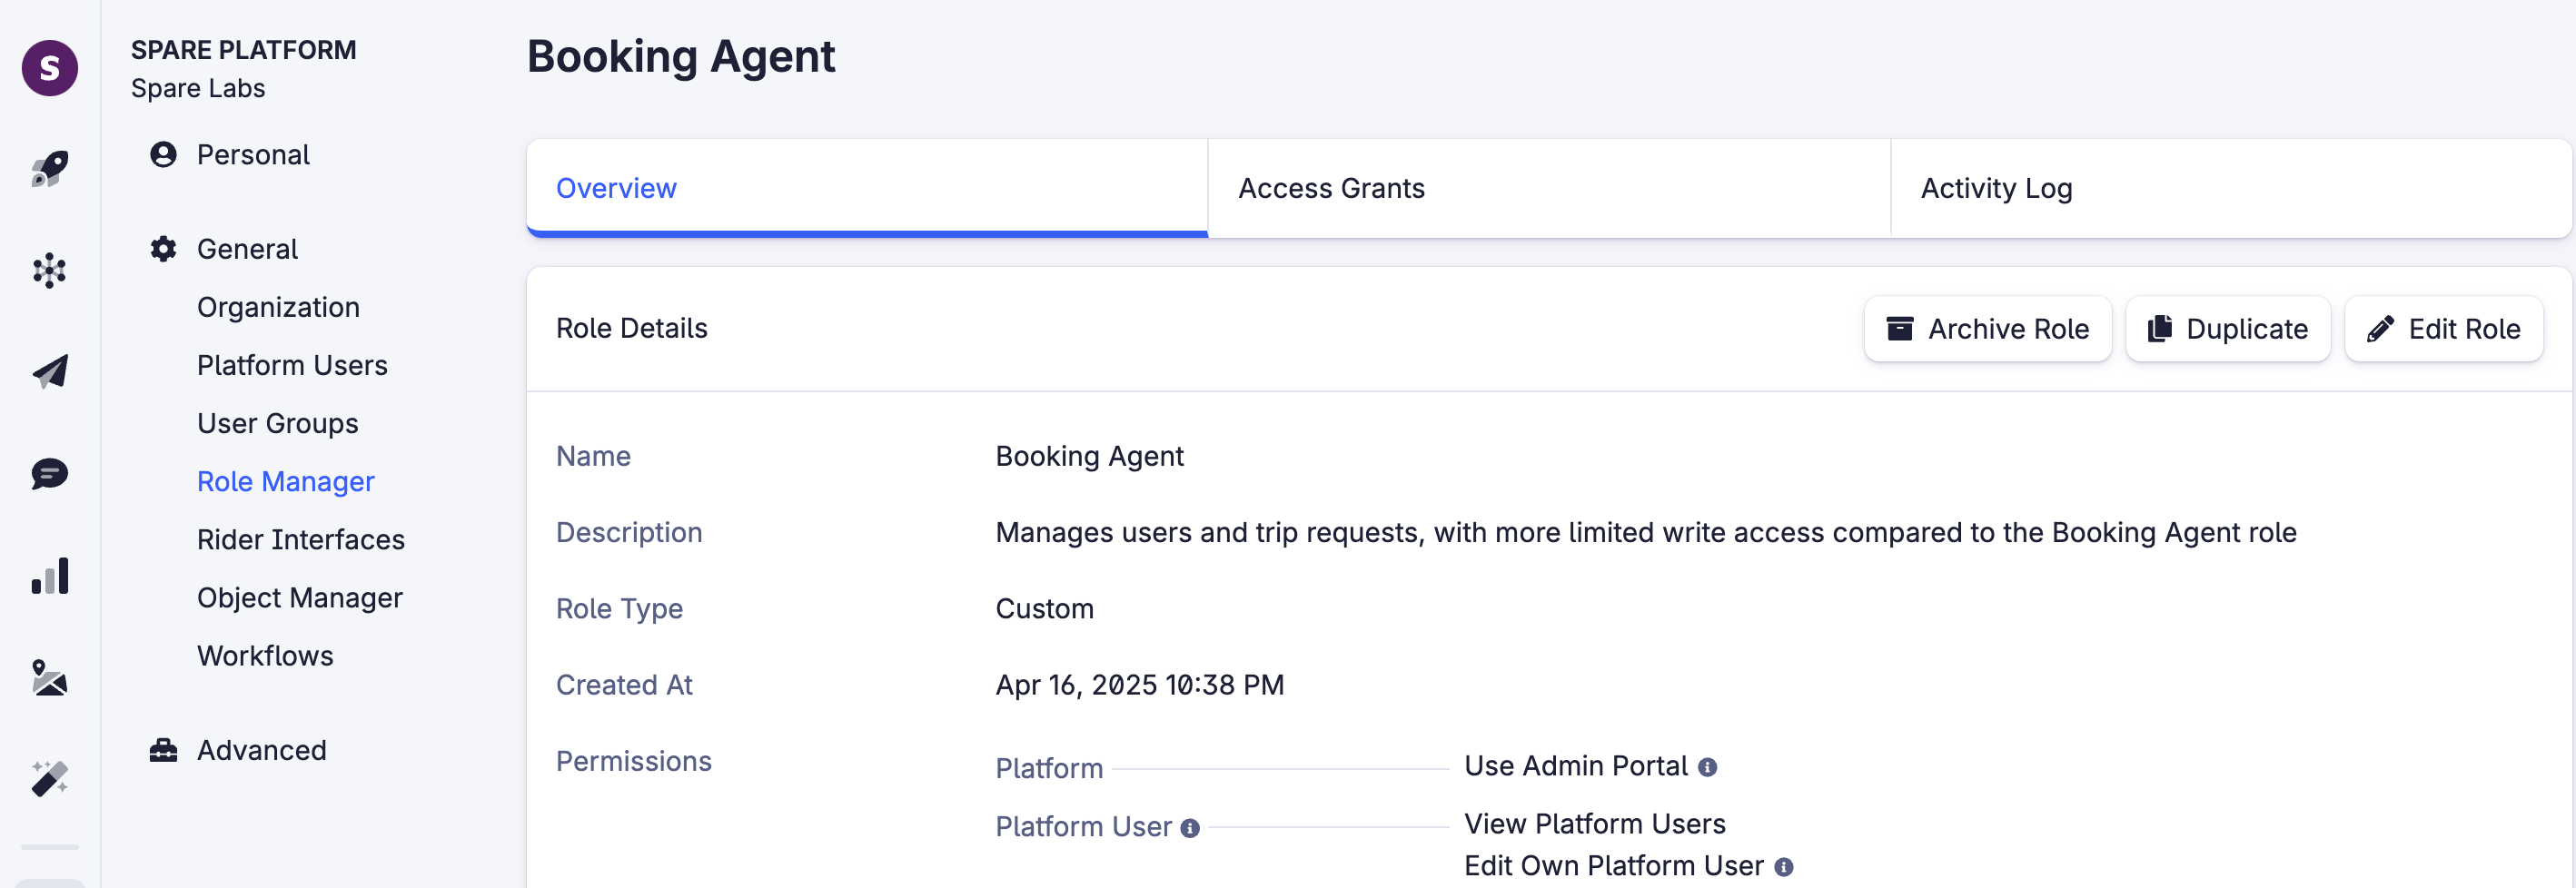 S
SPARE PLATFORM
Spare Labs
Personal
General
Organization
Platform Users
User Groups
Role Manager
Rider Interfaces
Object Manager
Workflows
Advanced
Booking Agent
Overview
Access Grants
Activity Log
Role Details
Archive Role
Duplicate
Edit Role
Name
Booking Agent
Description
Manages users and trip requests, with more limited write access compared to the Booking Agent role
Role Type
Custom
Created At
Apr 16, 2025 10:38 PM
Permissions
Platform
Use Admin Portal
Platform User
View Platform Users
Edit Own Platform User